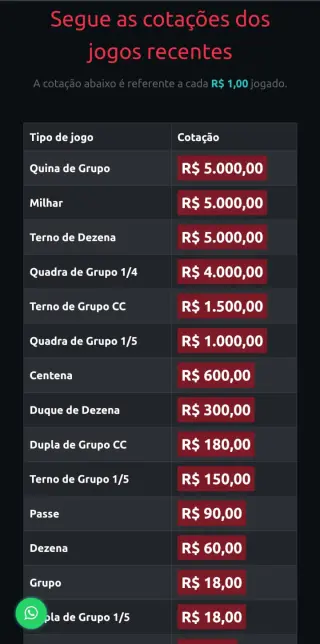 Segue as cotações dos
jogos recentes
A cotação abaixo é referente a cada R$ 1,00 jogado.
Tipo de jogo Cotação
Quina de Grupo R$ 5.000,00
Milhar R$ 5.000,00
Terno de Dezena R$ 5.000,00
Quadra de Grupo 1/4 R$ 4.000,00
Terno de Grupo CC R$ 1.500,00
Quadra de Grupo 1/5 R$ 1.000,00
Centena R$ 600,00
Duque de Dezena R$ 300,00
Dupla de Grupo CC R$ 180,00
Terno de Grupo 1/5 R$ 150,00
Passe R$ 90,00
Dezena R$ 60,00
Grupo R$ 18,00
de Grupo 1/5 R$ 18,00